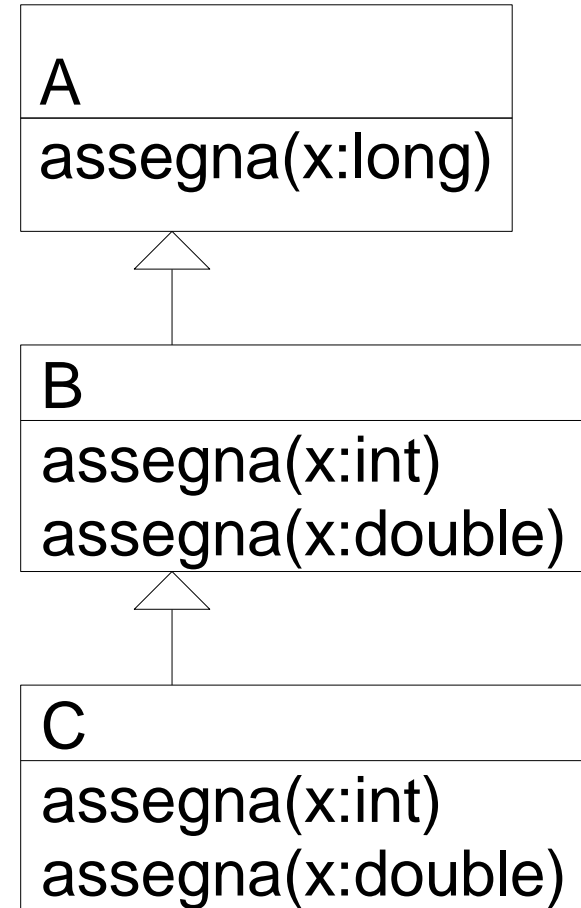 A
assegna(x:long)
B
assegna(x:int)
assegna(x:double)
C
assegna(x:int)
assegna(x:double)